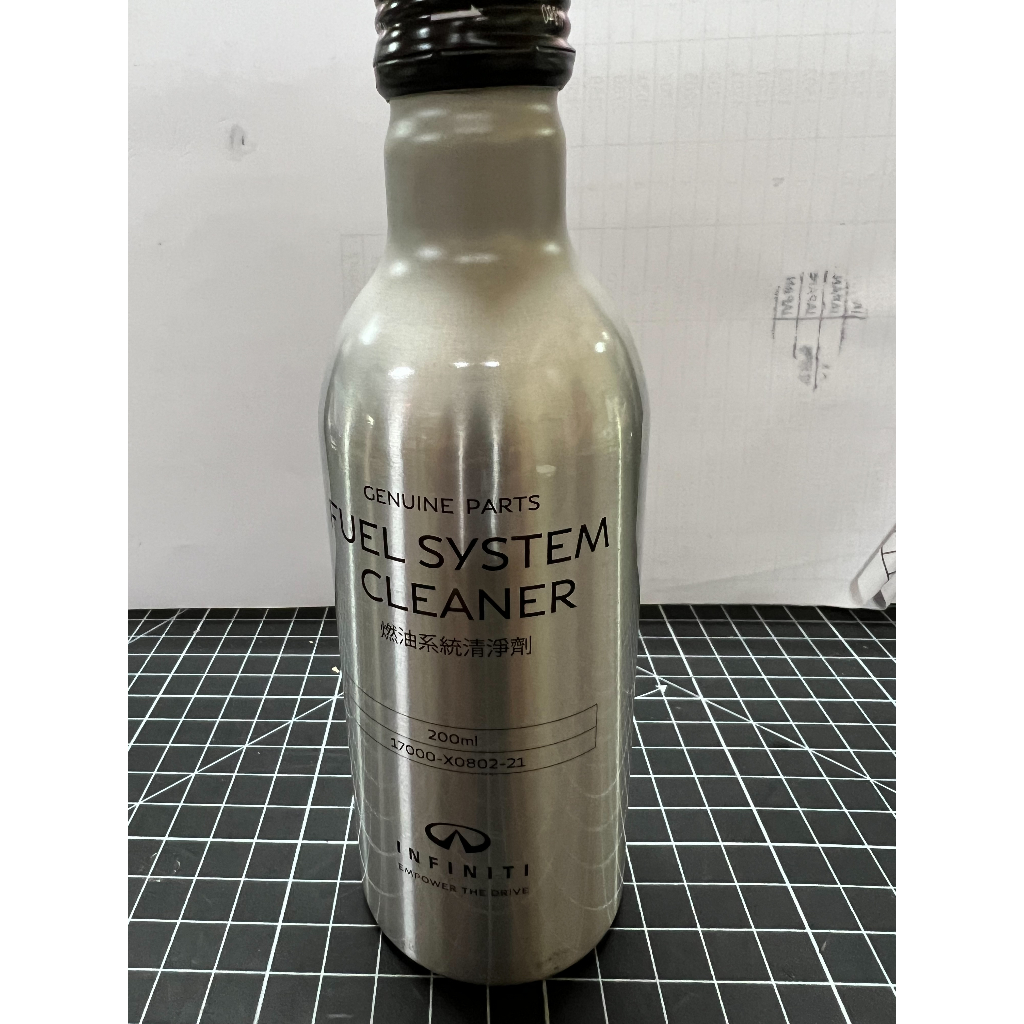 GENUINE PARTS
FUEL SYSTEM
CLEANER
燃油系統清淨劑
200ml
17000-X0802-21
INFINITI
EMPOWER THE DRIVE